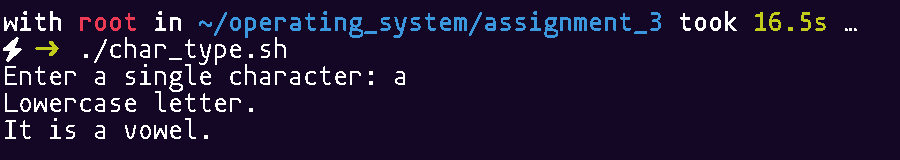 with root in ~/operating_system/assignment_3 took 16.5s …
⚡ ➜ ./char_type.sh
Enter a single character: a
Lowercase letter.
It is a vowel.